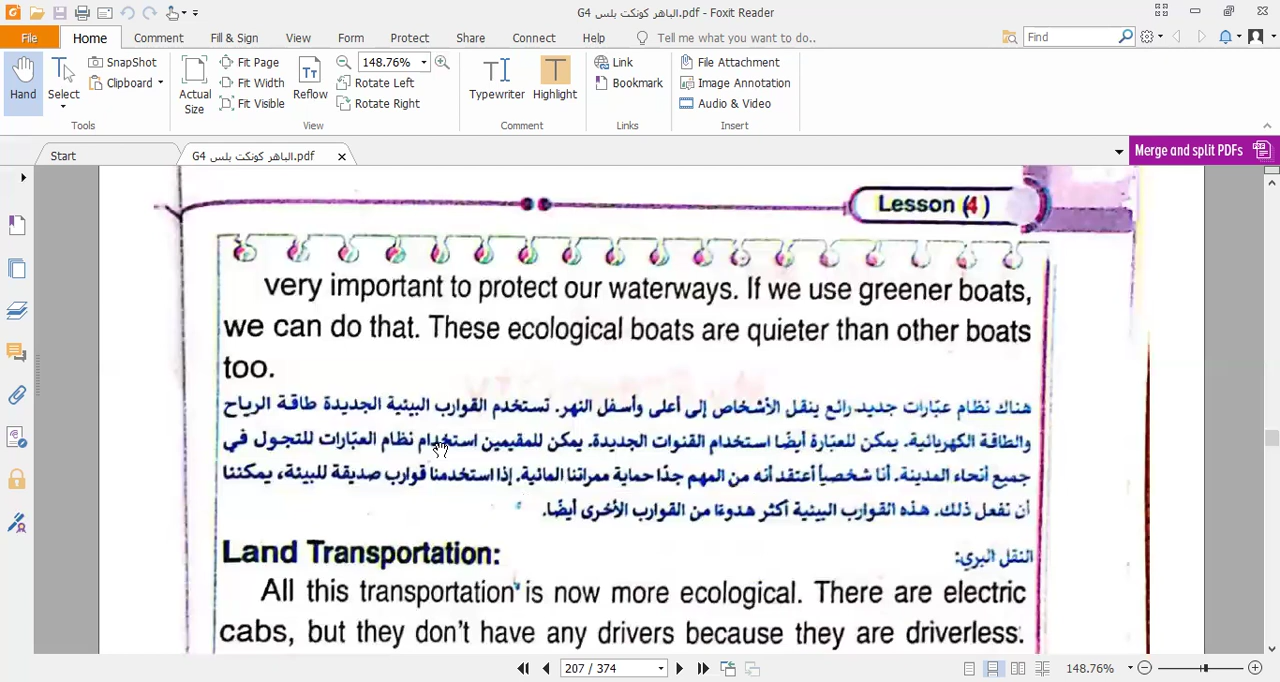 G4 الباهر كونكت بلس.pdf - Foxit Reader
File Home Comment Fill & Sign View Form Protect Share Connect Help Tell me what you want to do.. Find
SnapShot Fit Page 148.76% Link File Attachment
Clipboard Fit Width Rotate Left Bookmark Image Annotation
Hand Select Actual Size Fit Visible Reflow Rotate Right Typewriter Highlight Audio & Video
Tools View Comment Links Insert
Start G4 الباهر كونكت بلس.pdf Merge and split PDFs
Lesson (4)
very important to protect our waterways. If we use greener boats,
we can do that. These ecological boats are quieter than other boats
too.
هناك نظام عبّارات جديد رائع ينقل الأشخاص إلى أعلى وأسفل النهر. تستخدم القوارب البيئية الجديدة طاقة الرياح
والطاقة الكهربائية. يمكن للعبّارة أيضًا استخدام القنوات الجديدة. يمكن للمقيمين استخدام نظام العبّارات للتجول في
جميع أنحاء المدينة. أنا شخصياً أعتقد أنه من المهم جدًا حماية ممراتنا المائية. إذا استخدمنا قوارب صديقة للبيئة، يمكننا
أن نفعل ذلك. هذه القوارب البيئية أكثر هدوءًا من القوارب الأخرى أيضًا.
Land Transportation: النقل البري:
All this transportation is now more ecological. There are electric
cabs, but they don't have any drivers because they are driverless.
207 / 374 148.76%